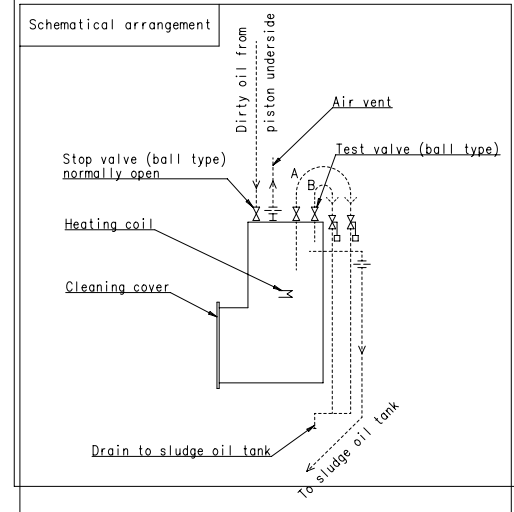 Schematical arrangement
Dirty oil from
piston underside
Air vent
Stop valve (ball type)
normally open
Test valve (ball type)
A
B
Heating coil
Cleaning cover
Drain to sludge oil tank
To sludge oil tank